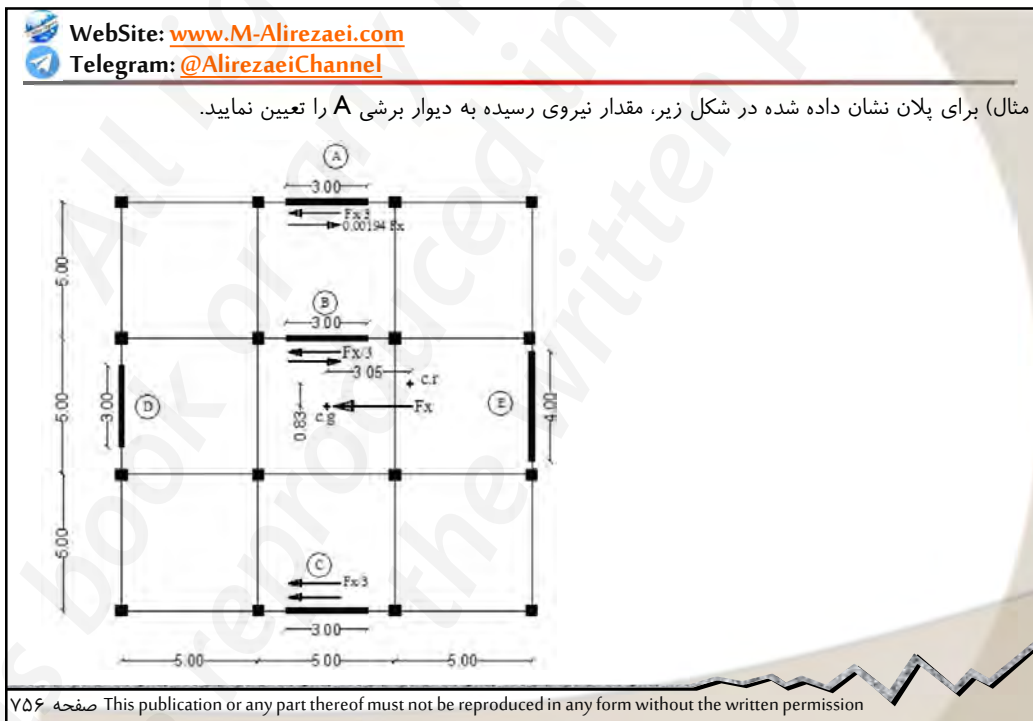 WebSite: www.M-Alirezaei.com
Telegram: @AlirezaeiChannel
مثال) برای پلان نشان داده شده در شکل زیر، مقدار نیروی رسیده به دیوار برشی A را تعیین نمایید.
A
3.00
Fx/3
0.00194 Fx
5.00
B
3.00
Fx/3
3.05
c.r
Fx
c.g
0.83
5.00
3.00
D
E
4.00
5.00
C
Fx/3
3.00
5.00 5.00 5.00
صفحه ۷۵۶ This publication or any part thereof must not be reproduced in any form without the written permission